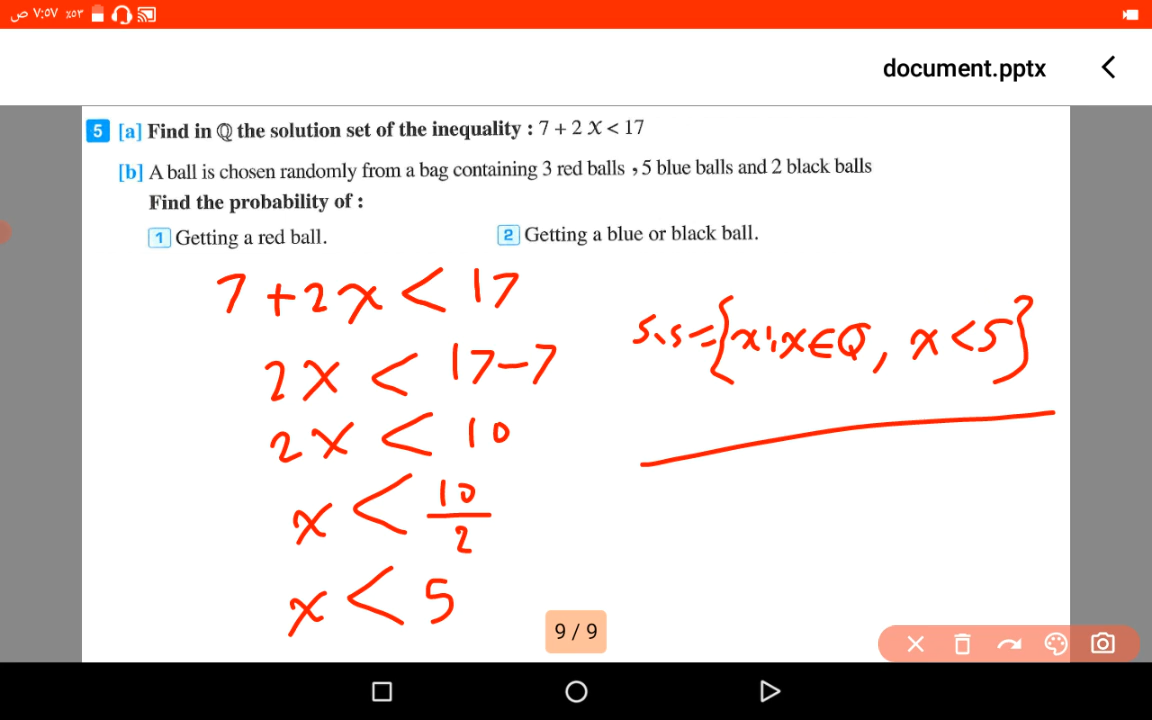 ٧:٥٧ ص ٥٣٪
document.pptx
5 [a] Find in ℚ the solution set of the inequality : 7 + 2 X < 17
[b] A ball is chosen randomly from a bag containing 3 red balls , 5 blue balls and 2 black balls
Find the probability of :
1 Getting a red ball. 2 Getting a blue or black ball.
7 + 2x < 17
2x < 17 - 7
2x < 10
x < 10/2
x < 5
S.S = {x : x ∈ Q, x < 5}
9 / 9